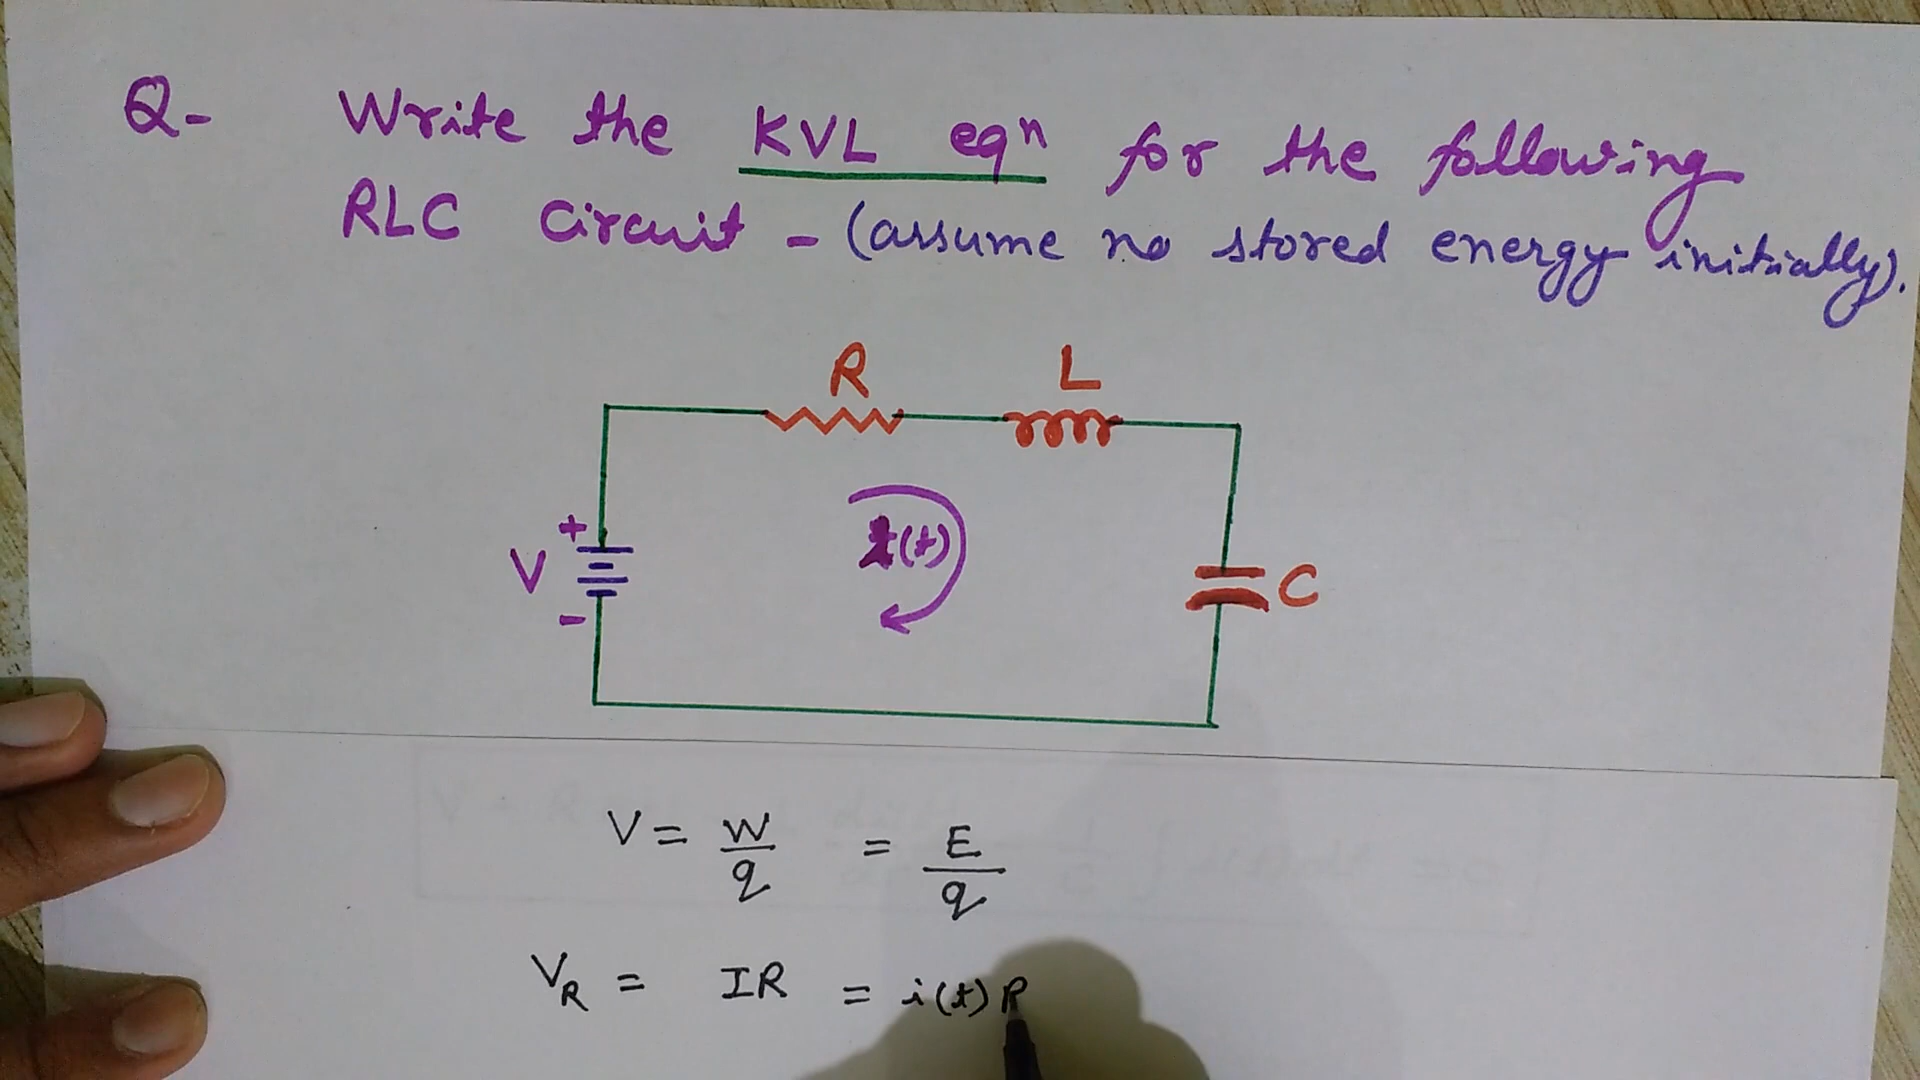 Q- Write the KVL eqn for the following
RLC Circuit - (assume no stored energy initially).
R
L
+
V
-
i(t)
C
V = W/q = E/q
VR = IR = i(t) R